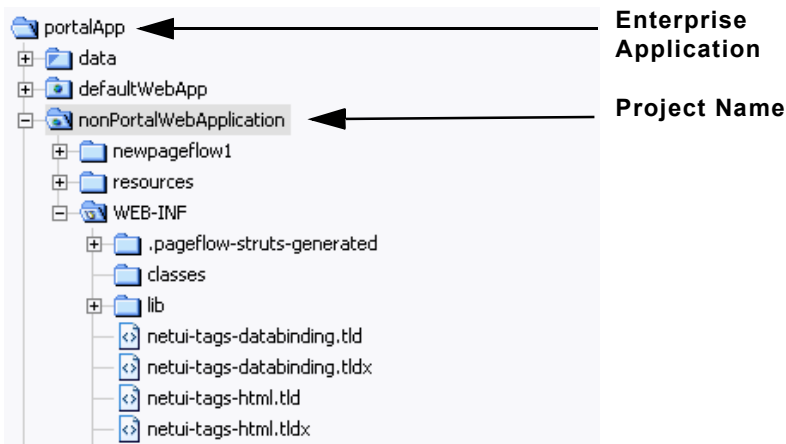 portalApp
Enterprise
Application
data
defaultWebApp
nonPortalWebApplication
Project Name
newpageflow1
resources
WEB-INF
.pageflow-struts-generated
classes
lib
netui-tags-databinding.tld
netui-tags-databinding.tldx
netui-tags-html.tld
netui-tags-html.tldx